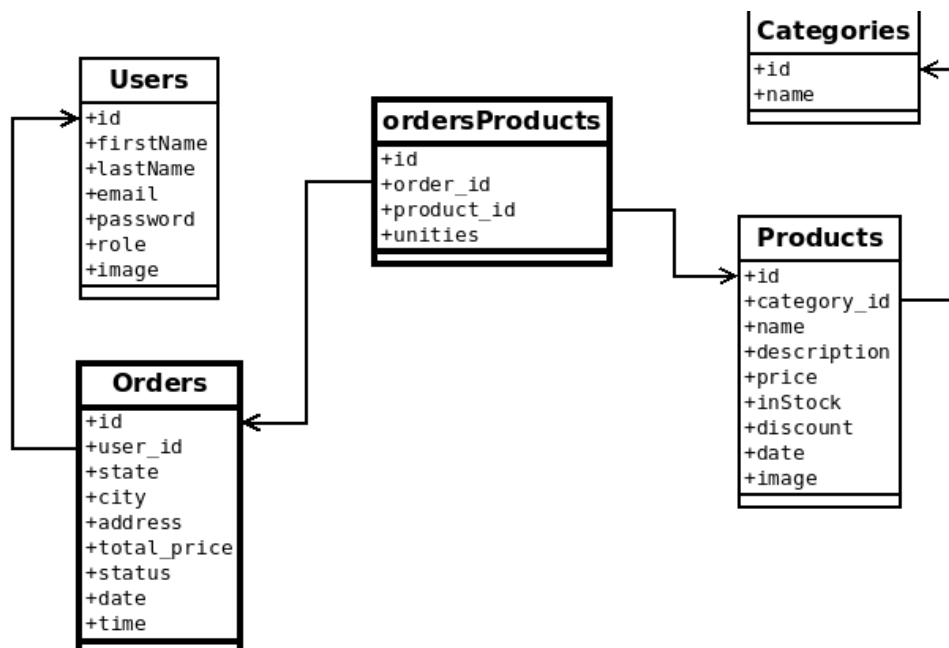 Users
+id
+firstName
+lastName
+email
+password
+role
+image
Orders
+id
+user_id
+state
+city
+address
+total_price
+status
+date
+time
ordersProducts
+id
+order_id
+product_id
+unities
Categories
+id
+name
Products
+id
+category_id
+name
+description
+price
+inStock
+discount
+date
+image